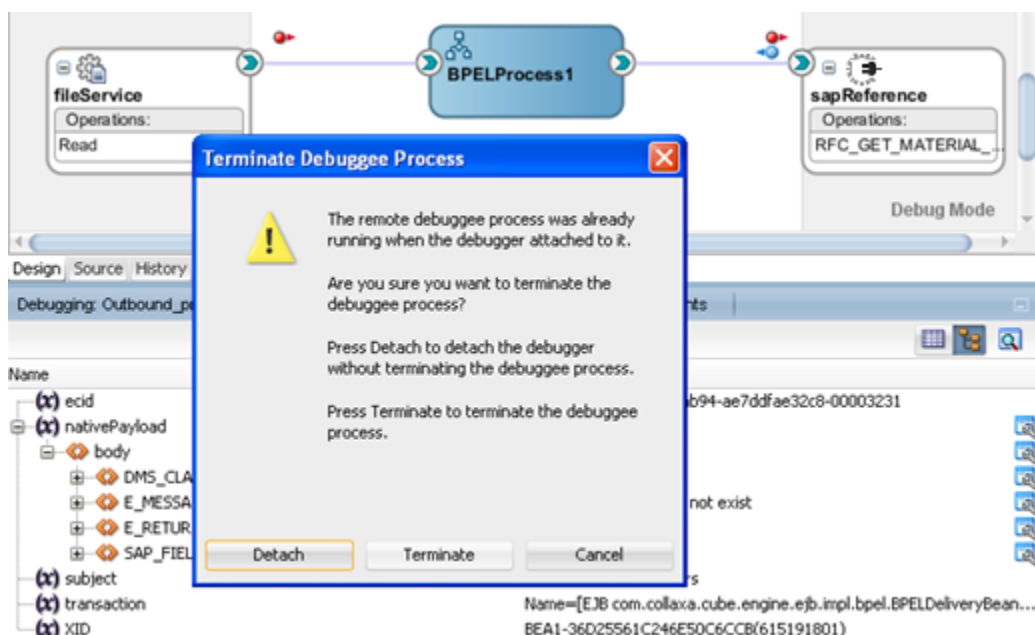 BPELProcess1
fileService
Operations:
Read
sapReference
Operations:
RFC_GET_MATERIAL_...
Debug Mode
Terminate Debuggee Process
The remote debuggee process was already
running when the debugger attached to it.
Are you sure you want to terminate the
debuggee process?
Press Detach to detach the debugger
without terminating the debuggee process.
Press Terminate to terminate the debuggee
process.
Detach Terminate Cancel
Design Source History
Debugging: Outbound_p
nts
Name
(x) ecid
b94-ae7ddfae32c8-00003231
(x) nativePayload
body
DMS_CLA
E_MESSA
not exist
E_RETUR
SAP_FIEL
(x) subject
rs
(x) transaction Name=[EJB com.collaxa.cube.engine.ejb.impl.bpel.BPELDeliveryBean...
(x) XID BEA1-36D25561C246E50C6CCB(615191801)